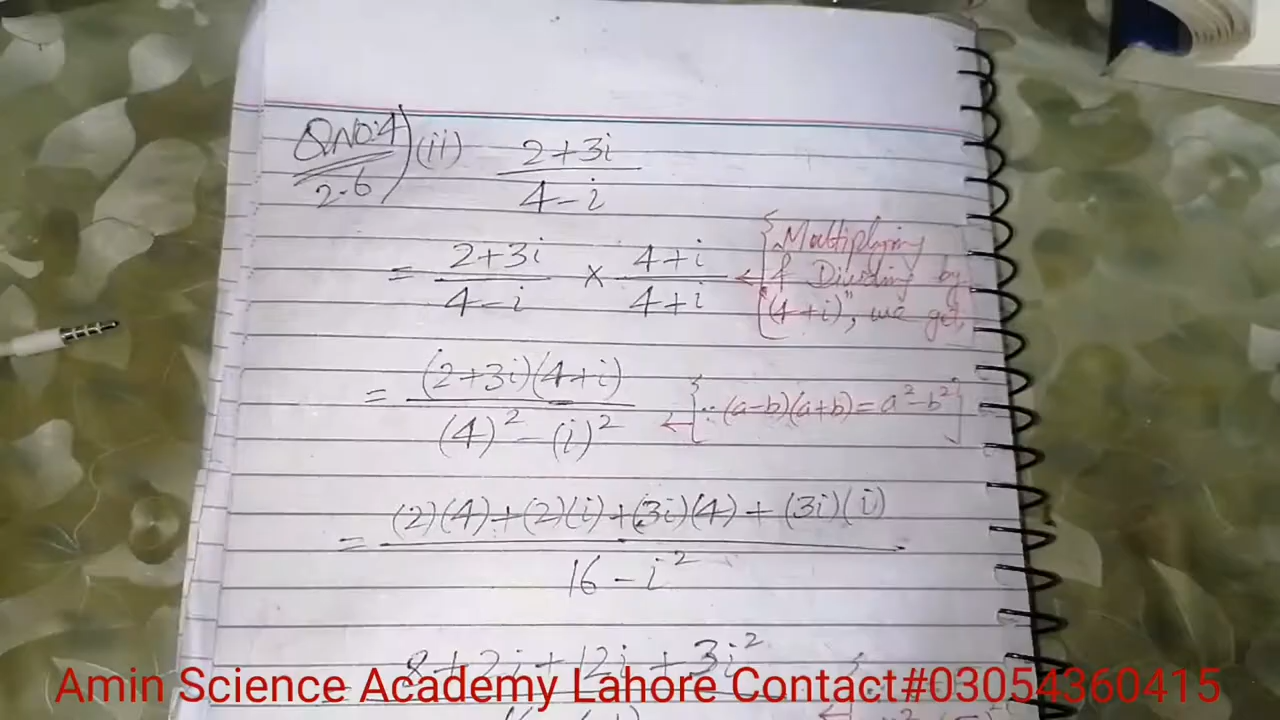 Q.NO:4 2.6 (ii) 2+3i / 4-i
= 2+3i / 4-i × 4+i / 4+i ← {Multiplying & Dividing by "(4+i)", we get,
= (2+3i)(4+i) / (4)² - (i)² ← {∵ (a-b)(a+b) = a²-b²}
= (2)(4)+(2)(i)+(3i)(4)+(3i)(i) / 16 - i²
= 8+2i+12i+3i²
Amin Science Academy Lahore Contact#03054360415